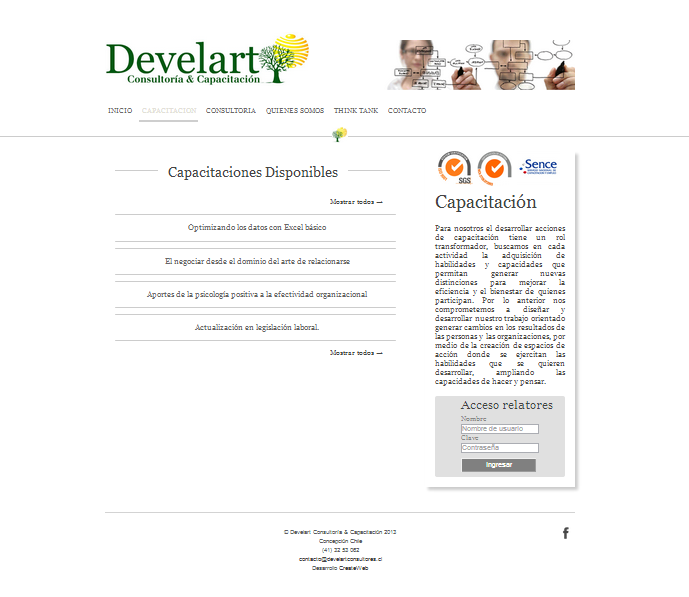 Develart
Consultoría & Capacitación
INICIO CAPACITACION CONSULTORIA QUIENES SOMOS THINK TANK CONTACTO
Capacitaciones Disponibles
Mostrar todos →
Optimizando los datos con Excel básico
El negociar desde el dominio del arte de relacionarse
Aportes de la psicología positiva a la efectividad organizacional
Actualización en legislación laboral.
Mostrar todos →
SGS
Sence
Capacitación
Para nosotros el desarrollar acciones
de capacitación tiene un rol
transformador, buscamos en cada
actividad la adquisición de
habilidades y capacidades que
permitan generar nuevas
distinciones para mejorar la
eficiencia y el bienestar de quienes
participan. Por lo anterior nos
comprometemos a diseñar y
desarrollar nuestro trabajo orientado
generar cambios en los resultados de
las personas y las organizaciones, por
medio de la creación de espacios de
acción donde se ejercitan las
habilidades que se quieren
desarrollar, ampliando las
capacidades de hacer y pensar.
Acceso relatores
Nombre
Nombre de usuario
Clave
Contraseña
Ingresar
© Develart Consultoría & Capacitación 2013
Concepción Chile
(41) 22 53 062
contacto@develartconsultores.cl
Desarrollo CreateWeb
f